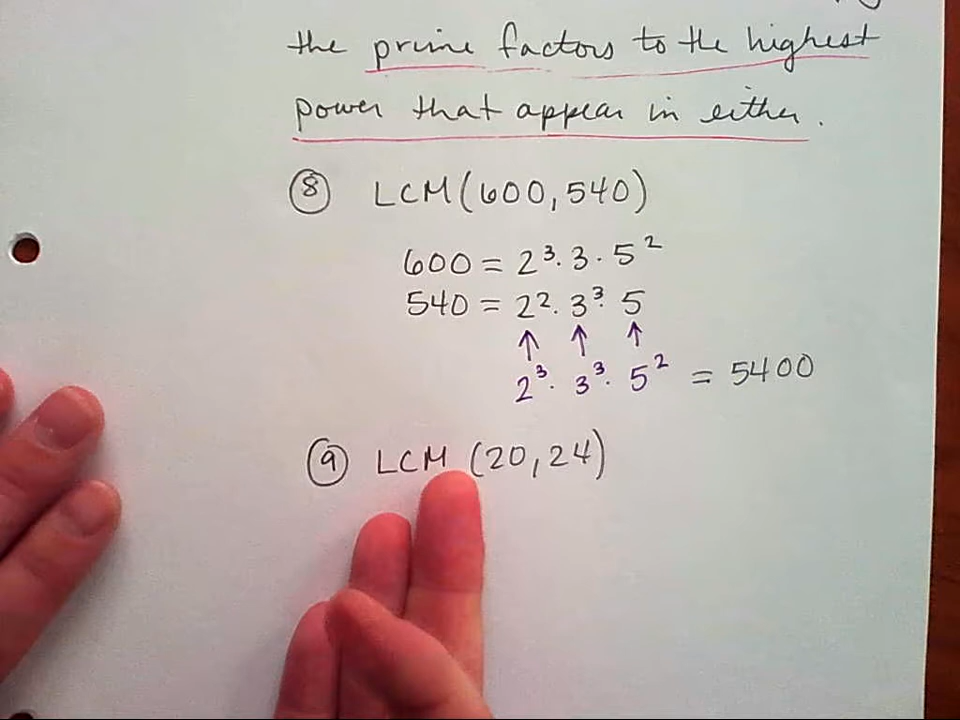 the prime factors to the highest
power that appear in either.
⑧ LCM(600,540)
600 = 2³· 3 · 5²
540 = 2²· 3³· 5
↑ ↑ ↑
2³· 3³· 5² = 5400
⑨ LCM (20,24)